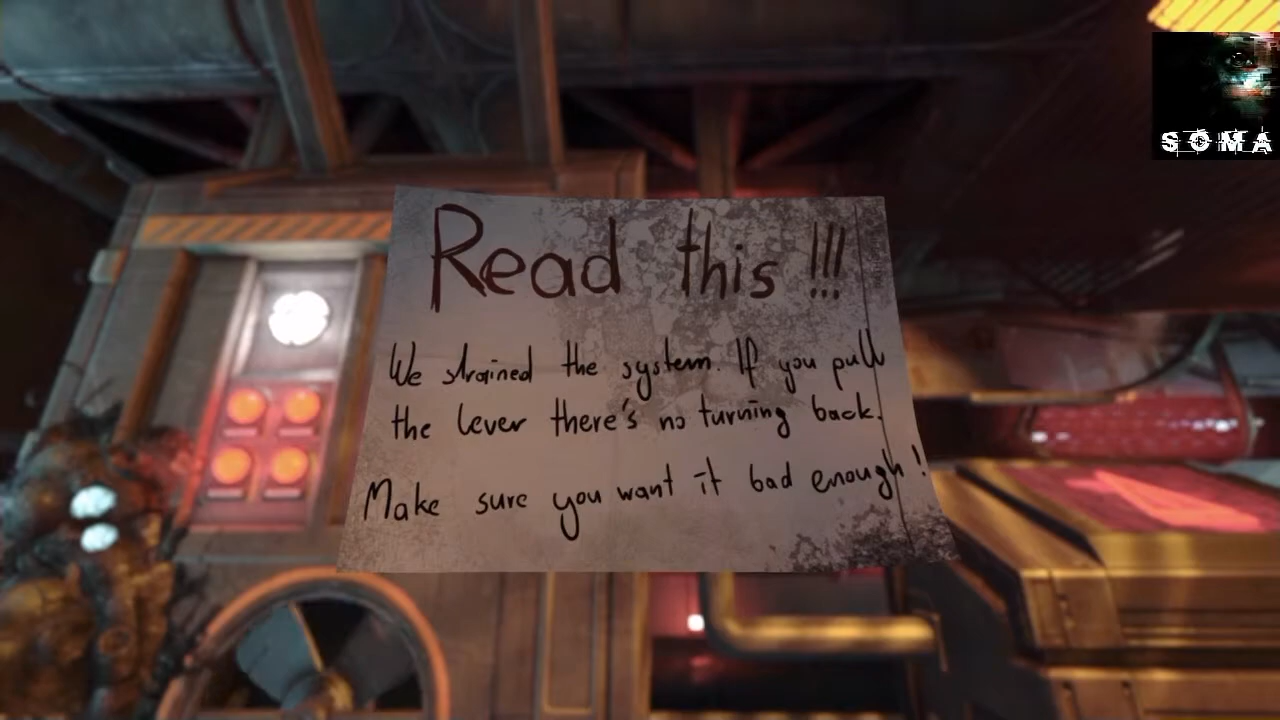 SOMA
Read this !!!
We strained the system. If you pull
the lever there's no turning back.
Make sure you want it bad enough!